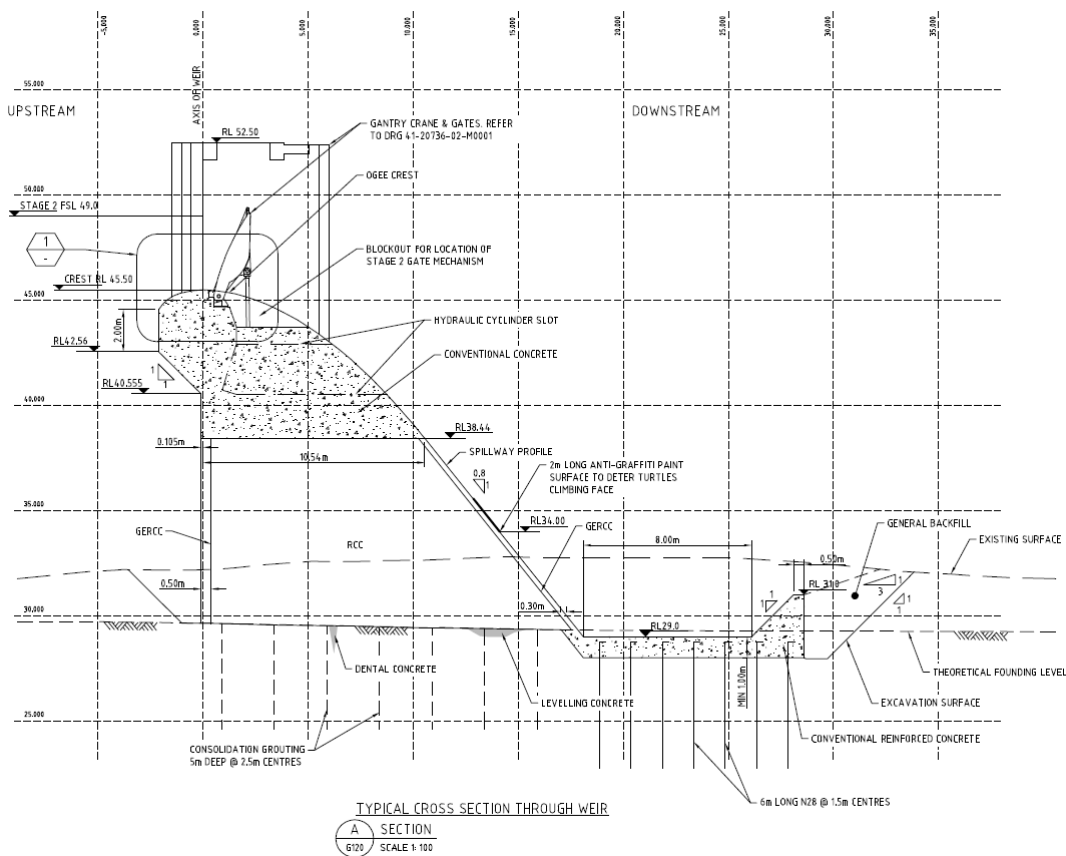 -5,000
0,000
5,000
10,000
15,000
20,000
25,000
30,000
35,000
55,000
UPSTREAM
AXIS OF WEIR
DOWNSTREAM
RL 52.50
GANTRY CRANE & GATES. REFER
TO DRG 41-20736-02-M0001
OGEE CREST
50,000
STAGE 2 FSL 49.0
1
-
BLOCKOUT FOR LOCATION OF
STAGE 2 GATE MECHANISM
CREST RL 45.50
45,000
2.00m
HYDRAULIC CYLINDER SLOT
RL42,56
CONVENTIONAL CONCRETE
1
1
RL40.555
40,000
RL38.44
0.105m
10,54m
SPILLWAY PROFILE
0,8
1
2m LONG ANTI-GRAFFITI PAINT
SURFACE TO DETER TURTLES
CLIMBING FACE
35,000
RL34.00
GERCC
GERCC
RCC
8.00m
GENERAL BACKFILL
EXISTING SURFACE
0.50m
0,50m
RL 31.0
1
3
1
1
1
1
30,000
0.30m
RL29.0
DENTAL CONCRETE
LEVELLING CONCRETE
MIN 1.00m
THEORETICAL FOUNDING LEVEL
EXCAVATION SURFACE
25,000
CONVENTIONAL REINFORCED CONCRETE
CONSOLIDATION GROUTING
5m DEEP @ 2.5m CENTRES
6m LONG N28 @ 1.5m CENTRES
TYPICAL CROSS SECTION THROUGH WEIR
A
G120
SECTION
SCALE 1: 100